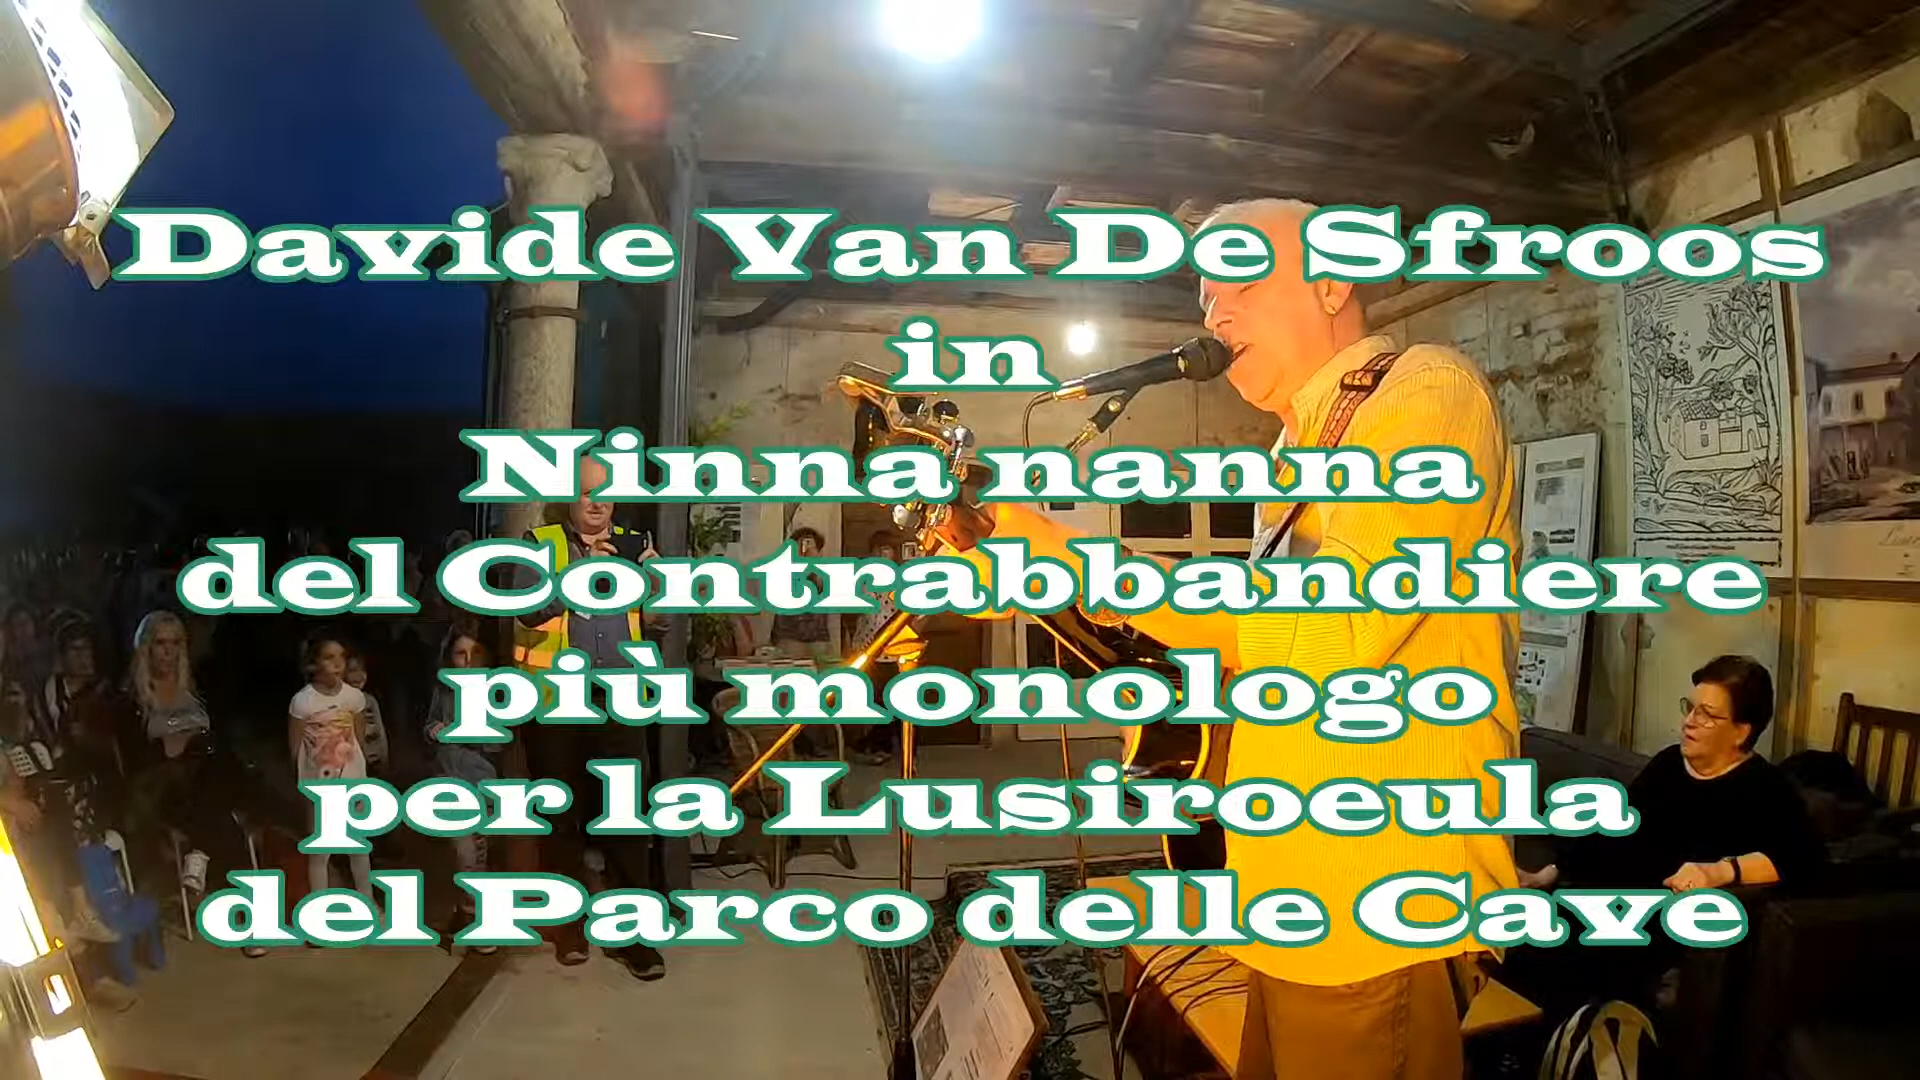 Davide Van De Sfroos
in
Ninna nanna
del Contrabbandiere
più monologo
per la Lusiroeula
del Parco delle Cave